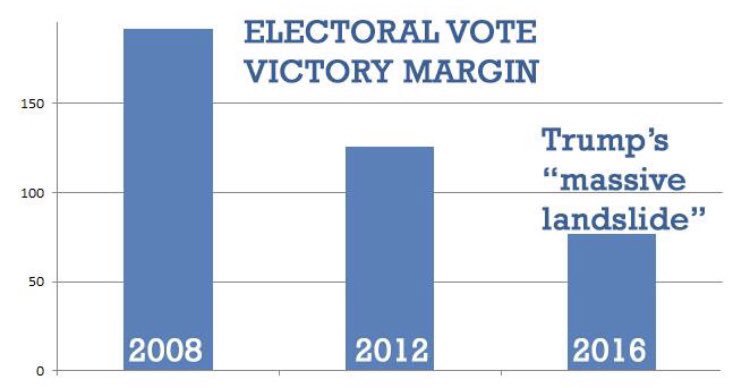 ELECTORAL VOTE
VICTORY MARGIN
150
Trump’s
“massive
100
landslide”
50
2008
2012
2016
0